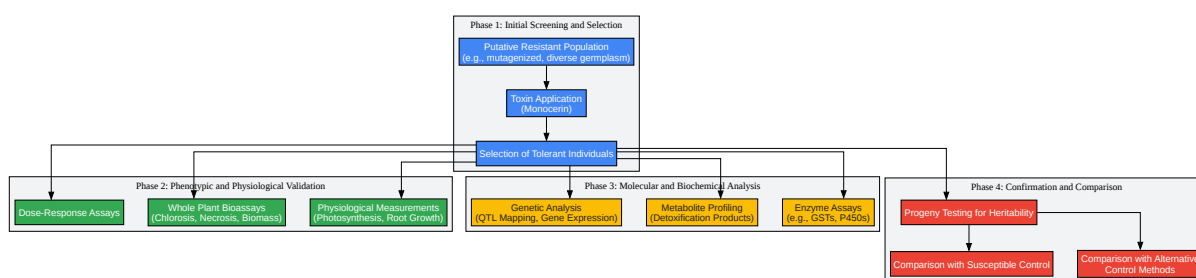 Phase 1: Initial Screening and Selection
Putative Resistant Population
(e.g., mutagenized, diverse germplasm)
Toxin Application
(Monocerin)
Selection of Tolerant Individuals
Phase 2: Phenotypic and Physiological Validation
Dose-Response Assays
Whole Plant Bioassays
(Chlorosis, Necrosis, Biomass)
Physiological Measurements
(Photosynthesis, Root Growth)
Phase 3: Molecular and Biochemical Analysis
Genetic Analysis
(QTL Mapping, Gene Expression)
Metabolite Profiling
(Detoxification Products)
Enzyme Assays
(e.g., GSTs, P450s)
Phase 4: Confirmation and Comparison
Progeny Testing for Heritability
Comparison with Susceptible Control
Comparison with Alternative
Control Methods